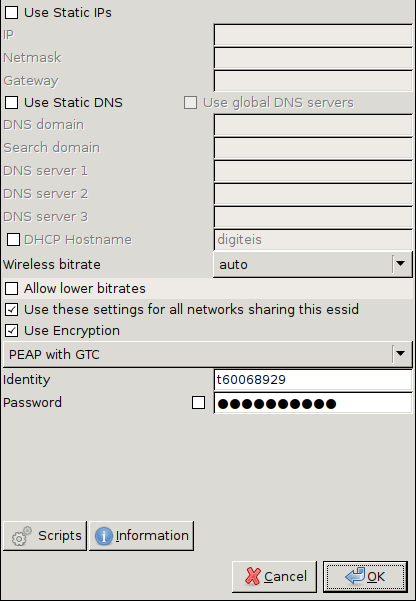 Use Static IPs
IP
Netmask
Gateway
Use Static DNS Use global DNS servers
DNS domain
Search domain
DNS server 1
DNS server 2
DNS server 3
DHCP Hostname digiteis
Wireless bitrate auto
Allow lower bitrates
Use these settings for all networks sharing this essid
Use Encryption
PEAP with GTC
Identity t60068929
Password ●●●●●●●●●●
Scripts Information
Cancel OK